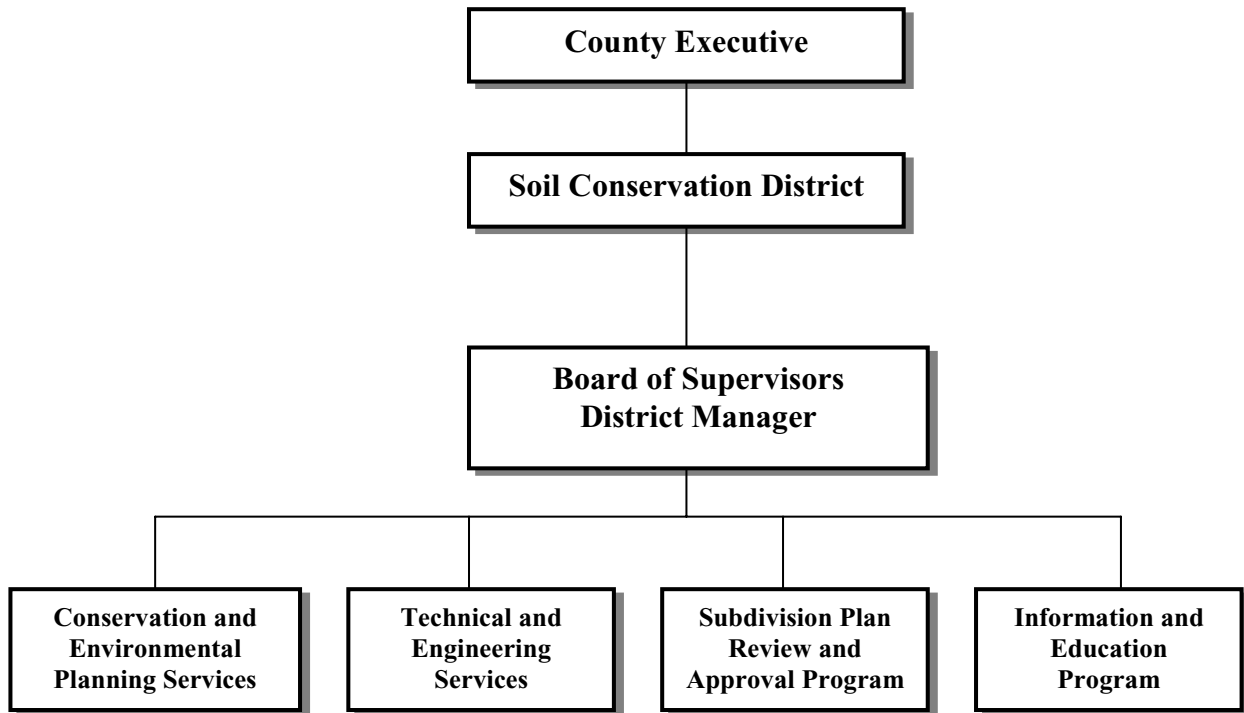 County Executive
Soil Conservation District
Board of Supervisors
District Manager
Conservation and
Environmental
Planning Services
Technical and
Engineering
Services
Subdivision Plan
Review and
Approval Program
Information and
Education
Program